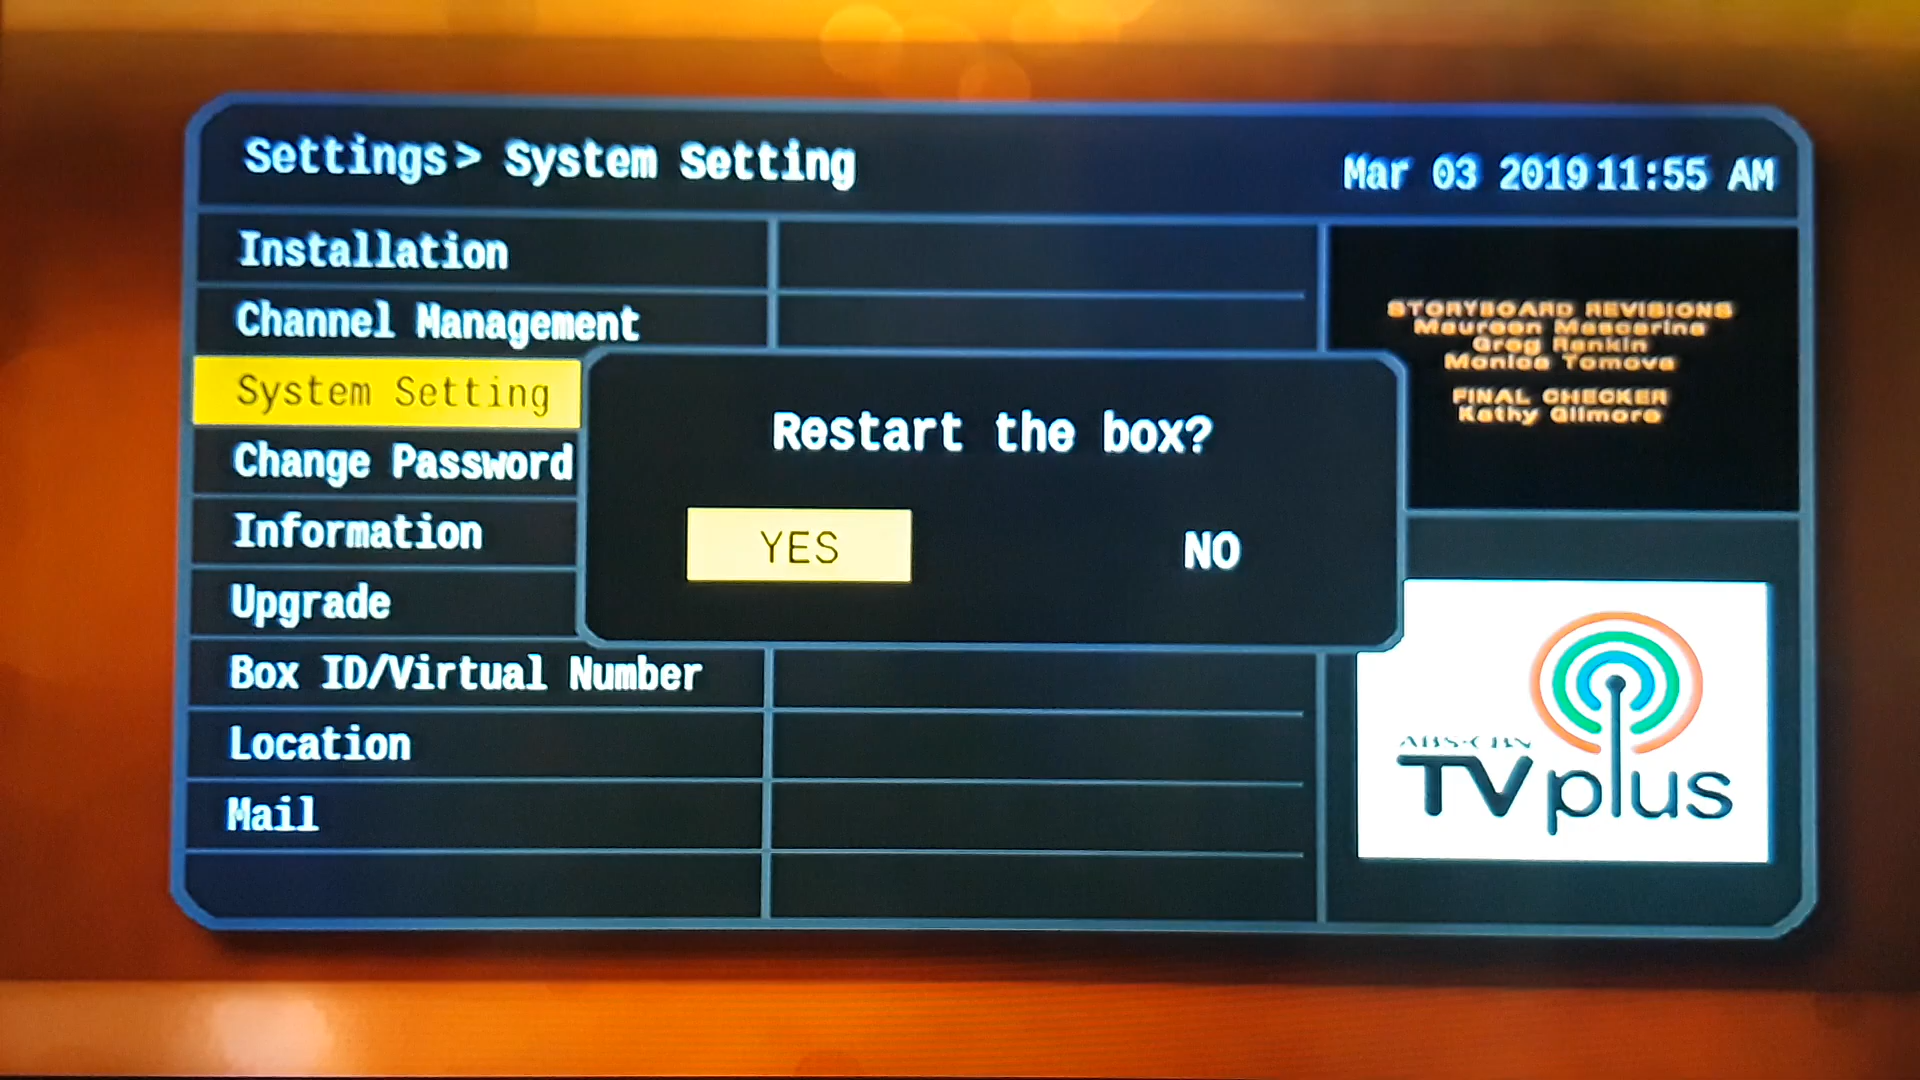 Settings> System Setting
Mar 03 2019 11:55 AM
Installation
Channel Management
System Setting
Change Password
Information
Upgrade
Box ID/Virtual Number
Location
Mail
Restart the box?
YES
NO
STORYBOARD REVISIONS
Maureen Mascarina
Greg Rankin
Monica Tomova
FINAL CHECKER
Kathy Gilmore
ABS-CBN
TVplus